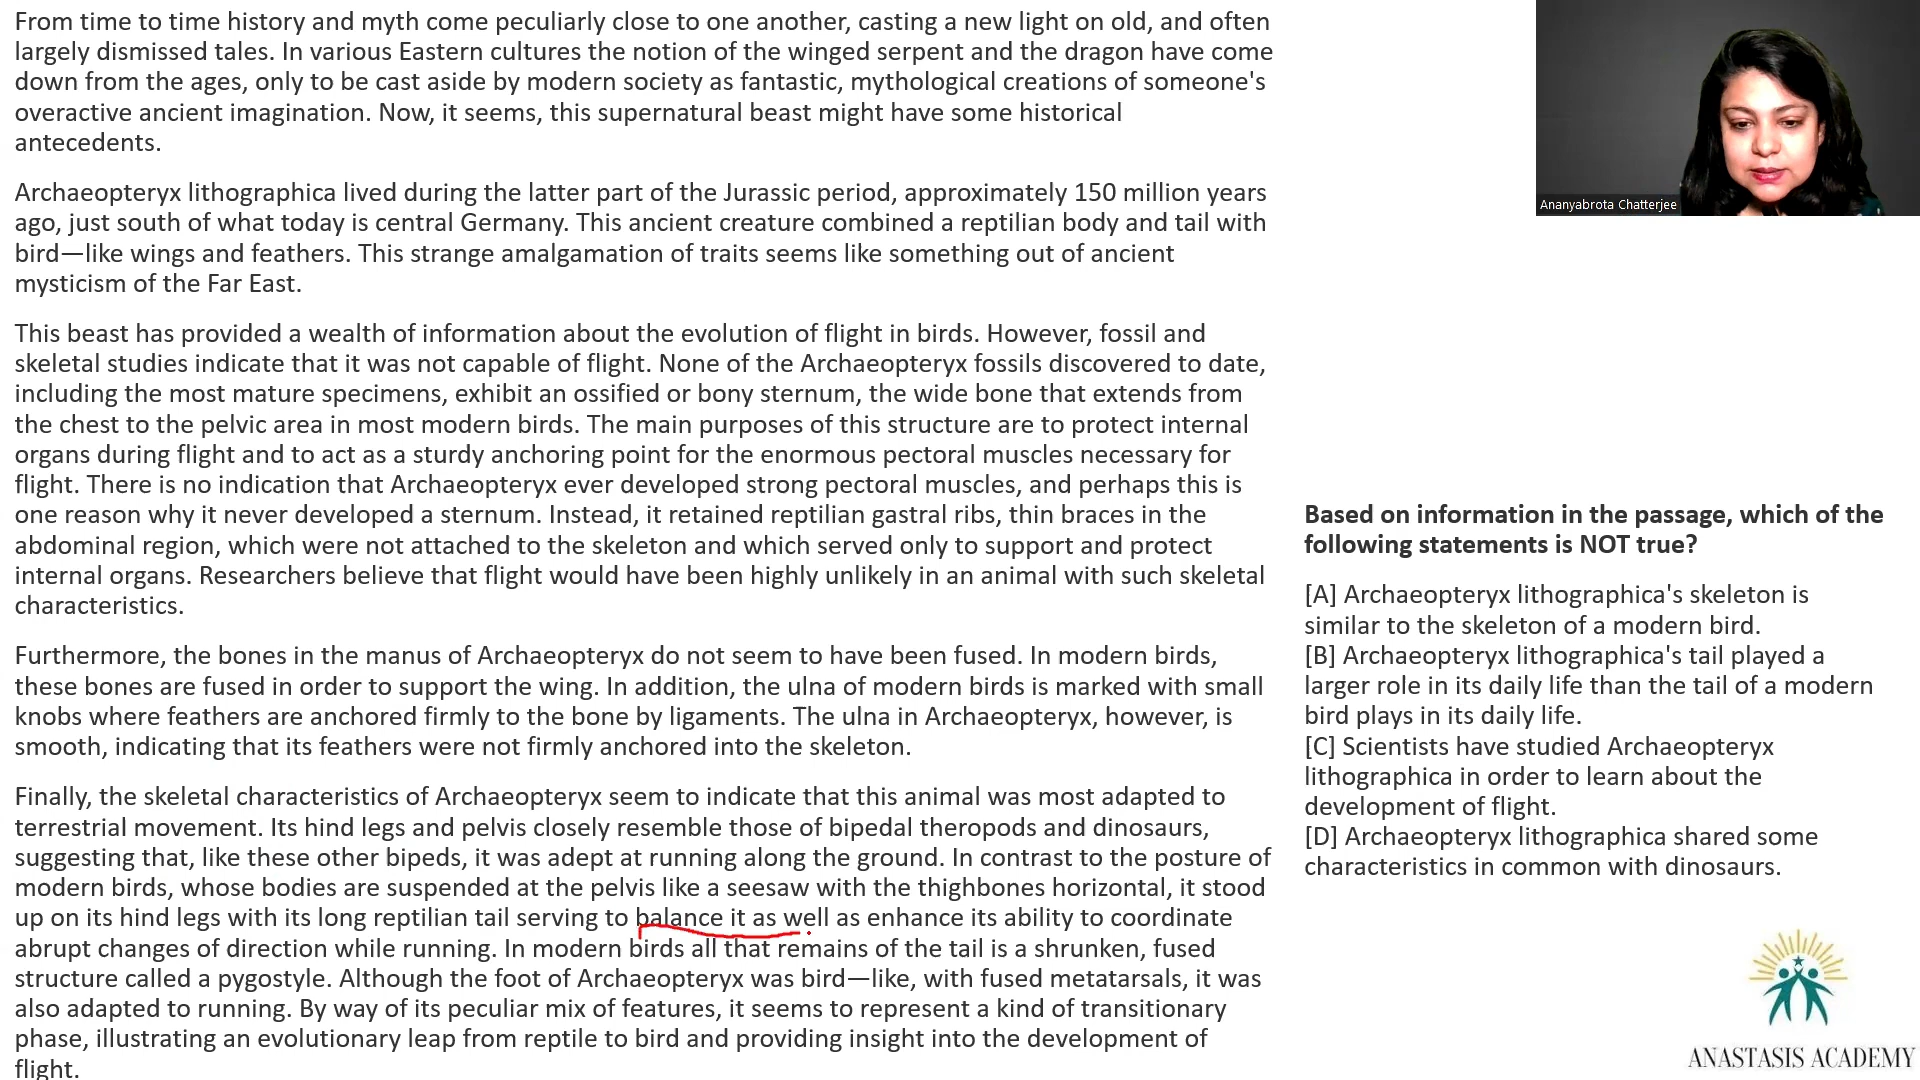 From time to time history and myth come peculiarly close to one another, casting a new light on old, and often
largely dismissed tales. In various Eastern cultures the notion of the winged serpent and the dragon have come
down from the ages, only to be cast aside by modern society as fantastic, mythological creations of someone's
overactive ancient imagination. Now, it seems, this supernatural beast might have some historical
antecedents.
Archaeopteryx lithographica lived during the latter part of the Jurassic period, approximately 150 million years
ago, just south of what today is central Germany. This ancient creature combined a reptilian body and tail with
bird—like wings and feathers. This strange amalgamation of traits seems like something out of ancient
mysticism of the Far East.
This beast has provided a wealth of information about the evolution of flight in birds. However, fossil and
skeletal studies indicate that it was not capable of flight. None of the Archaeopteryx fossils discovered to date,
including the most mature specimens, exhibit an ossified or bony sternum, the wide bone that extends from
the chest to the pelvic area in most modern birds. The main purposes of this structure are to protect internal
organs during flight and to act as a sturdy anchoring point for the enormous pectoral muscles necessary for
flight. There is no indication that Archaeopteryx ever developed strong pectoral muscles, and perhaps this is
one reason why it never developed a sternum. Instead, it retained reptilian gastral ribs, thin braces in the
abdominal region, which were not attached to the skeleton and which served only to support and protect
internal organs. Researchers believe that flight would have been highly unlikely in an animal with such skeletal
characteristics.
Furthermore, the bones in the manus of Archaeopteryx do not seem to have been fused. In modern birds,
these bones are fused in order to support the wing. In addition, the ulna of modern birds is marked with small
knobs where feathers are anchored firmly to the bone by ligaments. The ulna in Archaeopteryx, however, is
smooth, indicating that its feathers were not firmly anchored into the skeleton.
Finally, the skeletal characteristics of Archaeopteryx seem to indicate that this animal was most adapted to
terrestrial movement. Its hind legs and pelvis closely resemble those of bipedal theropods and dinosaurs,
suggesting that, like these other bipeds, it was adept at running along the ground. In contrast to the posture of
modern birds, whose bodies are suspended at the pelvis like a seesaw with the thighbones horizontal, it stood
up on its hind legs with its long reptilian tail serving to balance it as well as enhance its ability to coordinate
abrupt changes of direction while running. In modern birds all that remains of the tail is a shrunken, fused
structure called a pygostyle. Although the foot of Archaeopteryx was bird—like, with fused metatarsals, it was
also adapted to running. By way of its peculiar mix of features, it seems to represent a kind of transitionary
phase, illustrating an evolutionary leap from reptile to bird and providing insight into the development of
flight.
Ananyabrota Chatterjee
Based on information in the passage, which of the
following statements is NOT true?
[A] Archaeopteryx lithographica's skeleton is
similar to the skeleton of a modern bird.
[B] Archaeopteryx lithographica's tail played a
larger role in its daily life than the tail of a modern
bird plays in its daily life.
[C] Scientists have studied Archaeopteryx
lithographica in order to learn about the
development of flight.
[D] Archaeopteryx lithographica shared some
characteristics in common with dinosaurs.
ANASTASIS ACADEMY